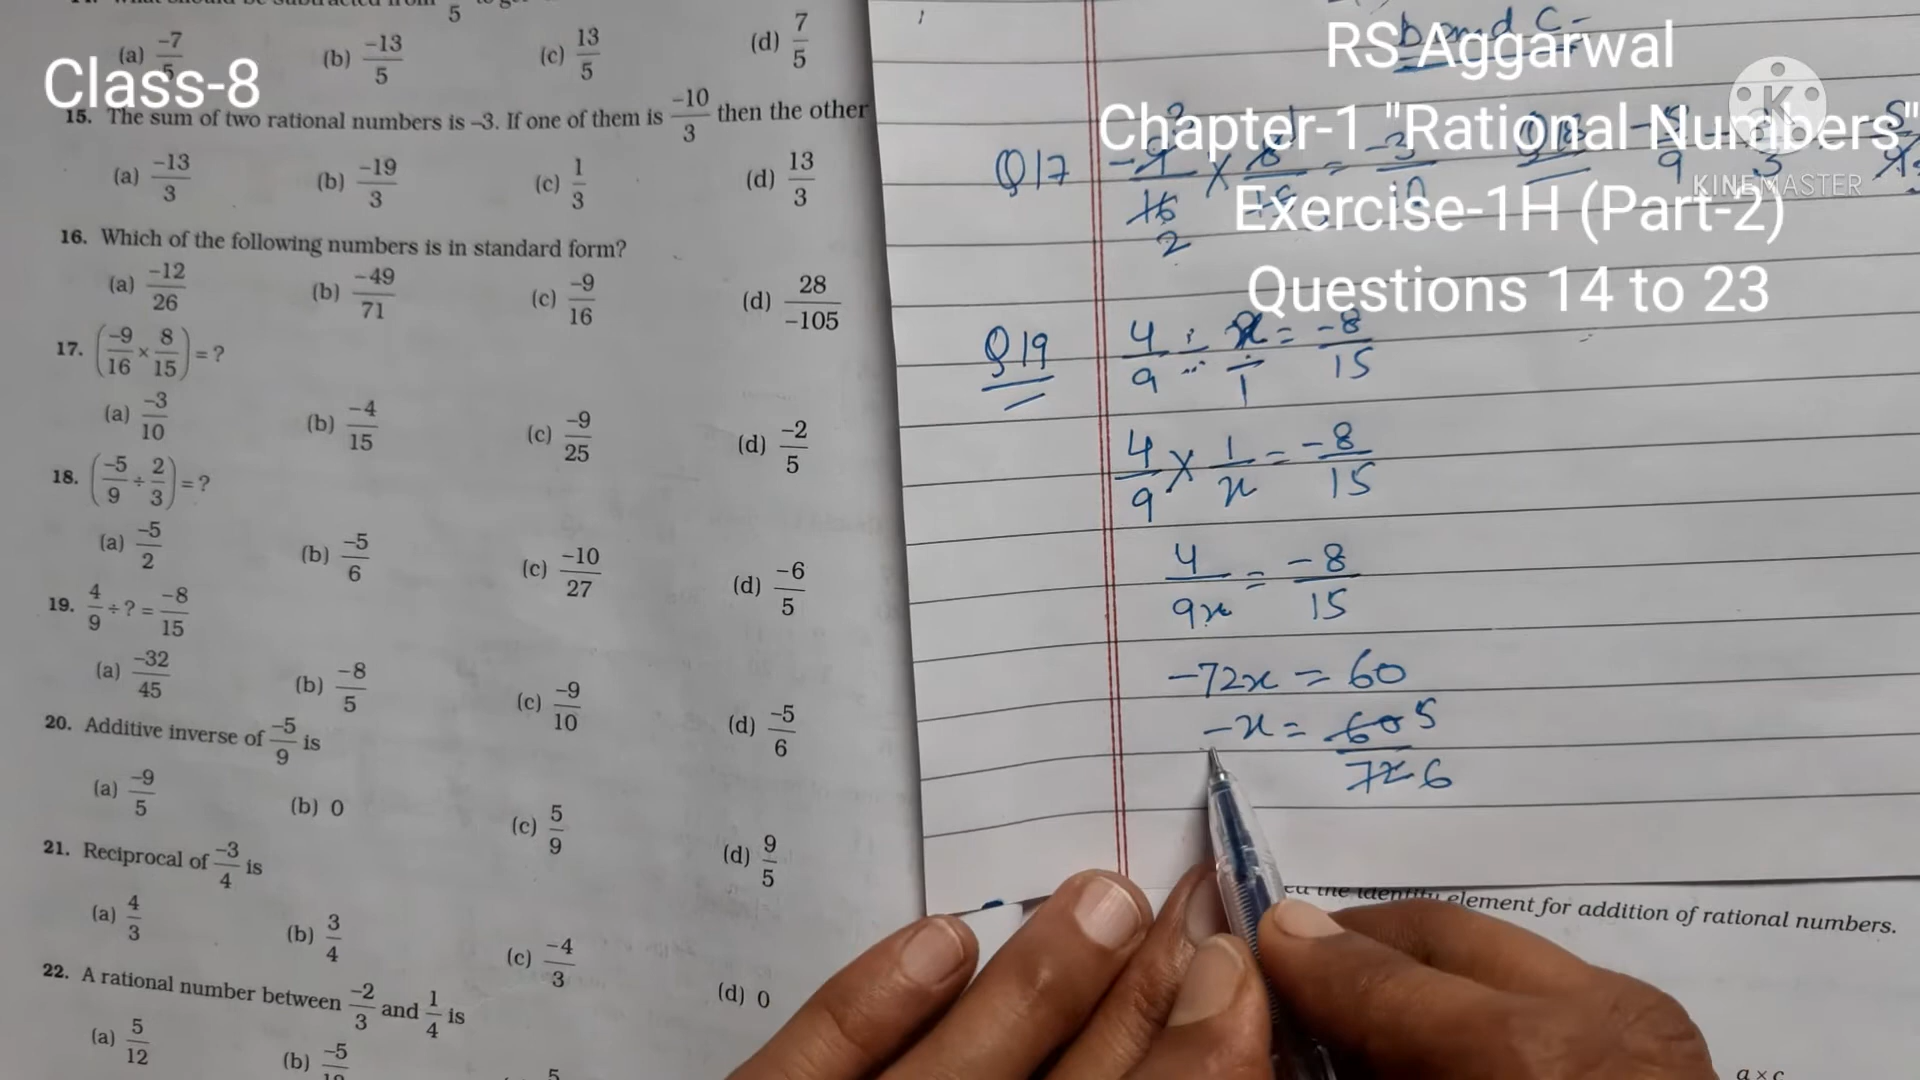 5
(a) -7/5 (b) -13/5 (c) 13/5 (d) 7/5
Class-8
15. The sum of two rational numbers is -3. If one of them is -10/3 then the other
(a) -13/3 (b) -19/3 (c) 1/3 (d) 13/3
16. Which of the following numbers is in standard form?
(a) -12/26 (b) -49/71 (c) -9/16 (d) 28/-105
17. (-9/16 × 8/15) = ?
(a) -3/10 (b) -4/15 (c) -9/25 (d) -2/5
18. (-5/9 ÷ 2/3) = ?
(a) -5/2 (b) -5/6 (c) -10/27 (d) -6/5
19. 4/9 ÷ ? = -8/15
(a) -32/45 (b) -8/5 (c) -9/10 (d) -5/6
20. Additive inverse of -5/9 is
(a) -9/5 (b) 0 (c) 5/9 (d) 9/5
21. Reciprocal of -3/4 is
(a) 4/3 (b) 3/4 (c) -4/3 (d) 0
22. A rational number between -2/3 and 1/4 is
(a) 5/12 (b) -5
b and C
RS Aggarwal
Chapter-1 "Rational Numbers"
KINEMASTER
Exercise-1H (Part-2)
Questions 14 to 23
Q17
Q19 4/9 ÷ x/1 = -8/15
4/9 × 1/x = -8/15
4/9x = -8/15
-72x = 60
-x = 60 5
72 6
the identity element for addition of rational numbers.
a × c